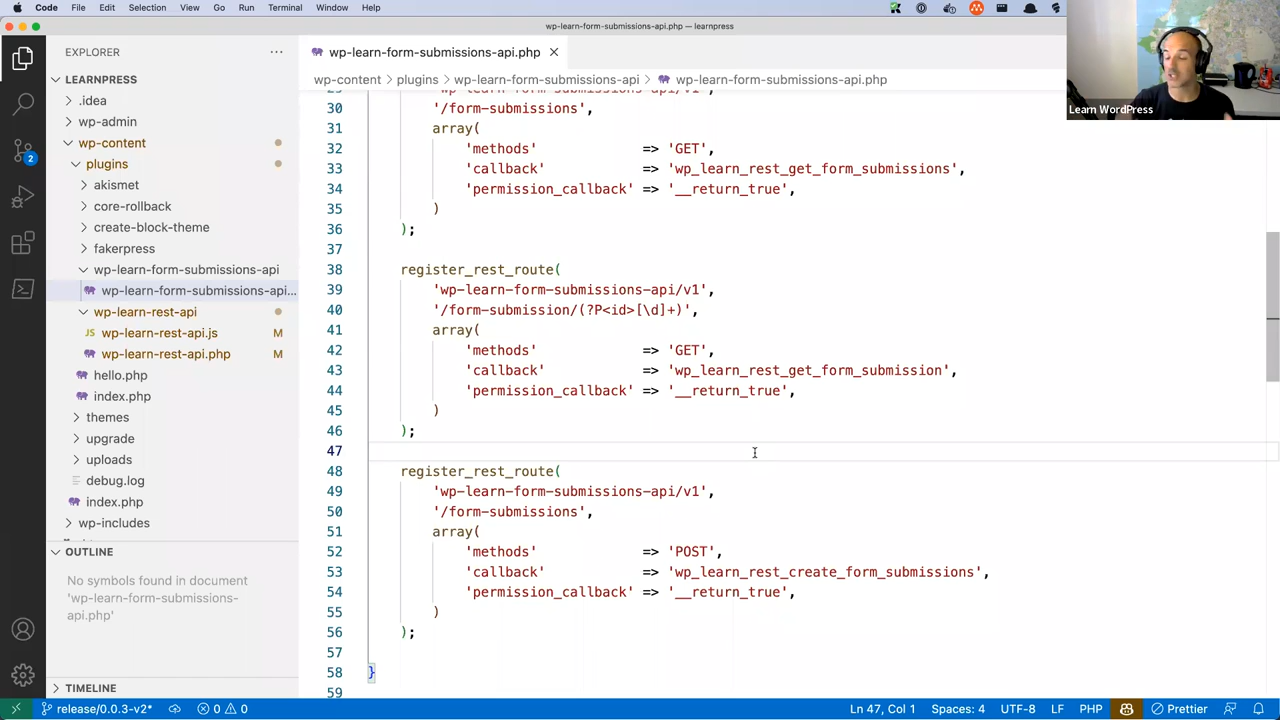 Code File Edit Selection View Go Run Terminal Window Help
wp-learn-form-submissions-api.php — learnpress
EXPLORER
LEARNPRESS
.idea
wp-admin
wp-content
plugins
akismet
core-rollback
create-block-theme
fakerpress
wp-learn-form-submissions-api
wp-learn-form-submissions-api...
wp-learn-rest-api
wp-learn-rest-api.js M
wp-learn-rest-api.php M
hello.php
index.php
themes
upgrade
uploads
debug.log
index.php
wp-includes
OUTLINE
No symbols found in document
'wp-learn-form-submissions-
api.php'
TIMELINE
2
wp-learn-form-submissions-api.php
wp-content > plugins > wp-learn-form-submissions-api > wp-learn-form-submissions-api.php
29 'wp-learn-form-submissions-api/v1',
30 '/form-submissions',
31 array(
32 'methods' => 'GET',
33 'callback' => 'wp_learn_rest_get_form_submissions',
34 'permission_callback' => '__return_true',
35 )
36 );
37
38 register_rest_route(
39 'wp-learn-form-submissions-api/v1',
40 '/form-submission/(?P<id>[\d]+)',
41 array(
42 'methods' => 'GET',
43 'callback' => 'wp_learn_rest_get_form_submission',
44 'permission_callback' => '__return_true',
45 )
46 );
47
48 register_rest_route(
49 'wp-learn-form-submissions-api/v1',
50 '/form-submissions',
51 array(
52 'methods' => 'POST',
53 'callback' => 'wp_learn_rest_create_form_submissions',
54 'permission_callback' => '__return_true',
55 )
56 );
57
58 }
59
Learn WordPress
release/0.0.3-v2* 0 0 Ln 47, Col 1 Spaces: 4 UTF-8 LF PHP Prettier